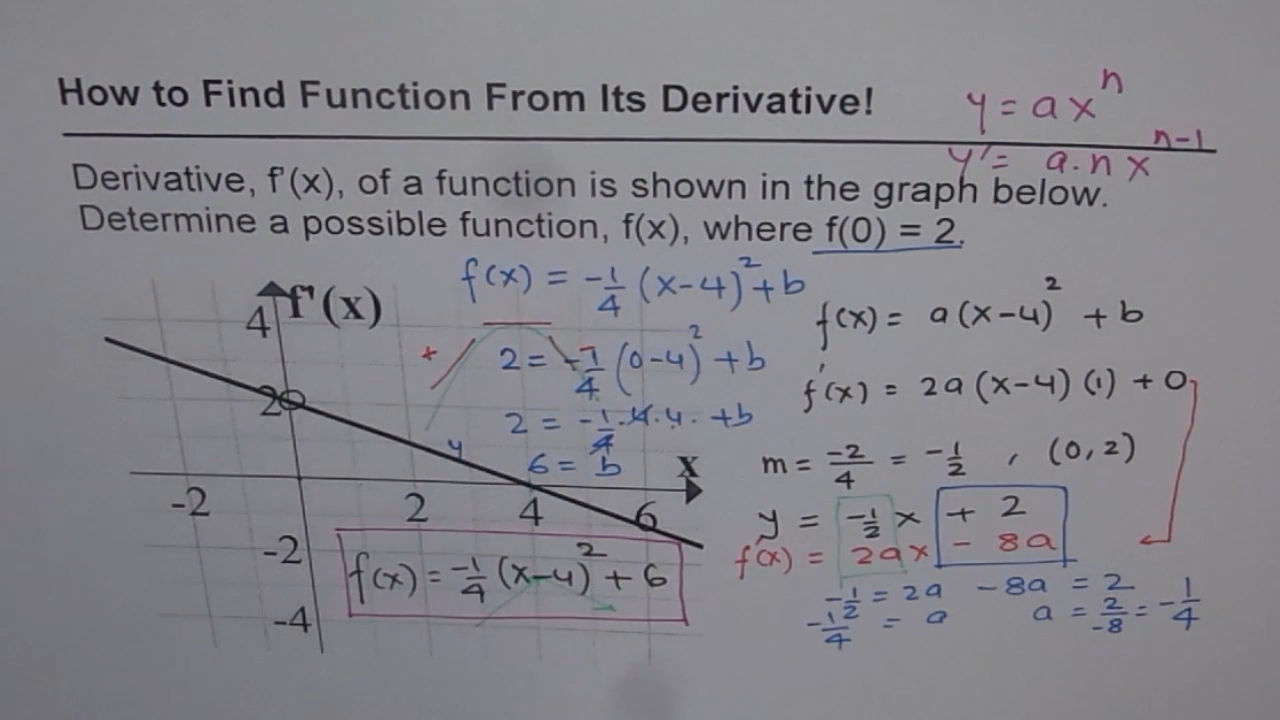 How to Find Function From Its Derivative!
y = ax^n
y' = a.n x^(n-1)
Derivative, f'(x), of a function is shown in the graph below.
Determine a possible function, f(x), where f(0) = 2.
f(x) = -1/4 (x-4)^2 + b
2 = -1/4 (0-4)^2 + b
2 = -1/4 . 4 . 4 . + b
6 = b
f'(x)
4
2
-2
2
4
6
x
-2
-4
+
y
f(x) = -1/4 (x-4)^2 + 6
f(x) = a(x-4)^2 + b
f'(x) = 2a(x-4)(1) + 0
m = -2/4 = -1/2 , (0,2)
y = -1/2 x + 2
f'(x) = 2ax - 8a
-1/2 = 2a
-1/4 = a
-8a = 2
a = 2/-8 = -1/4